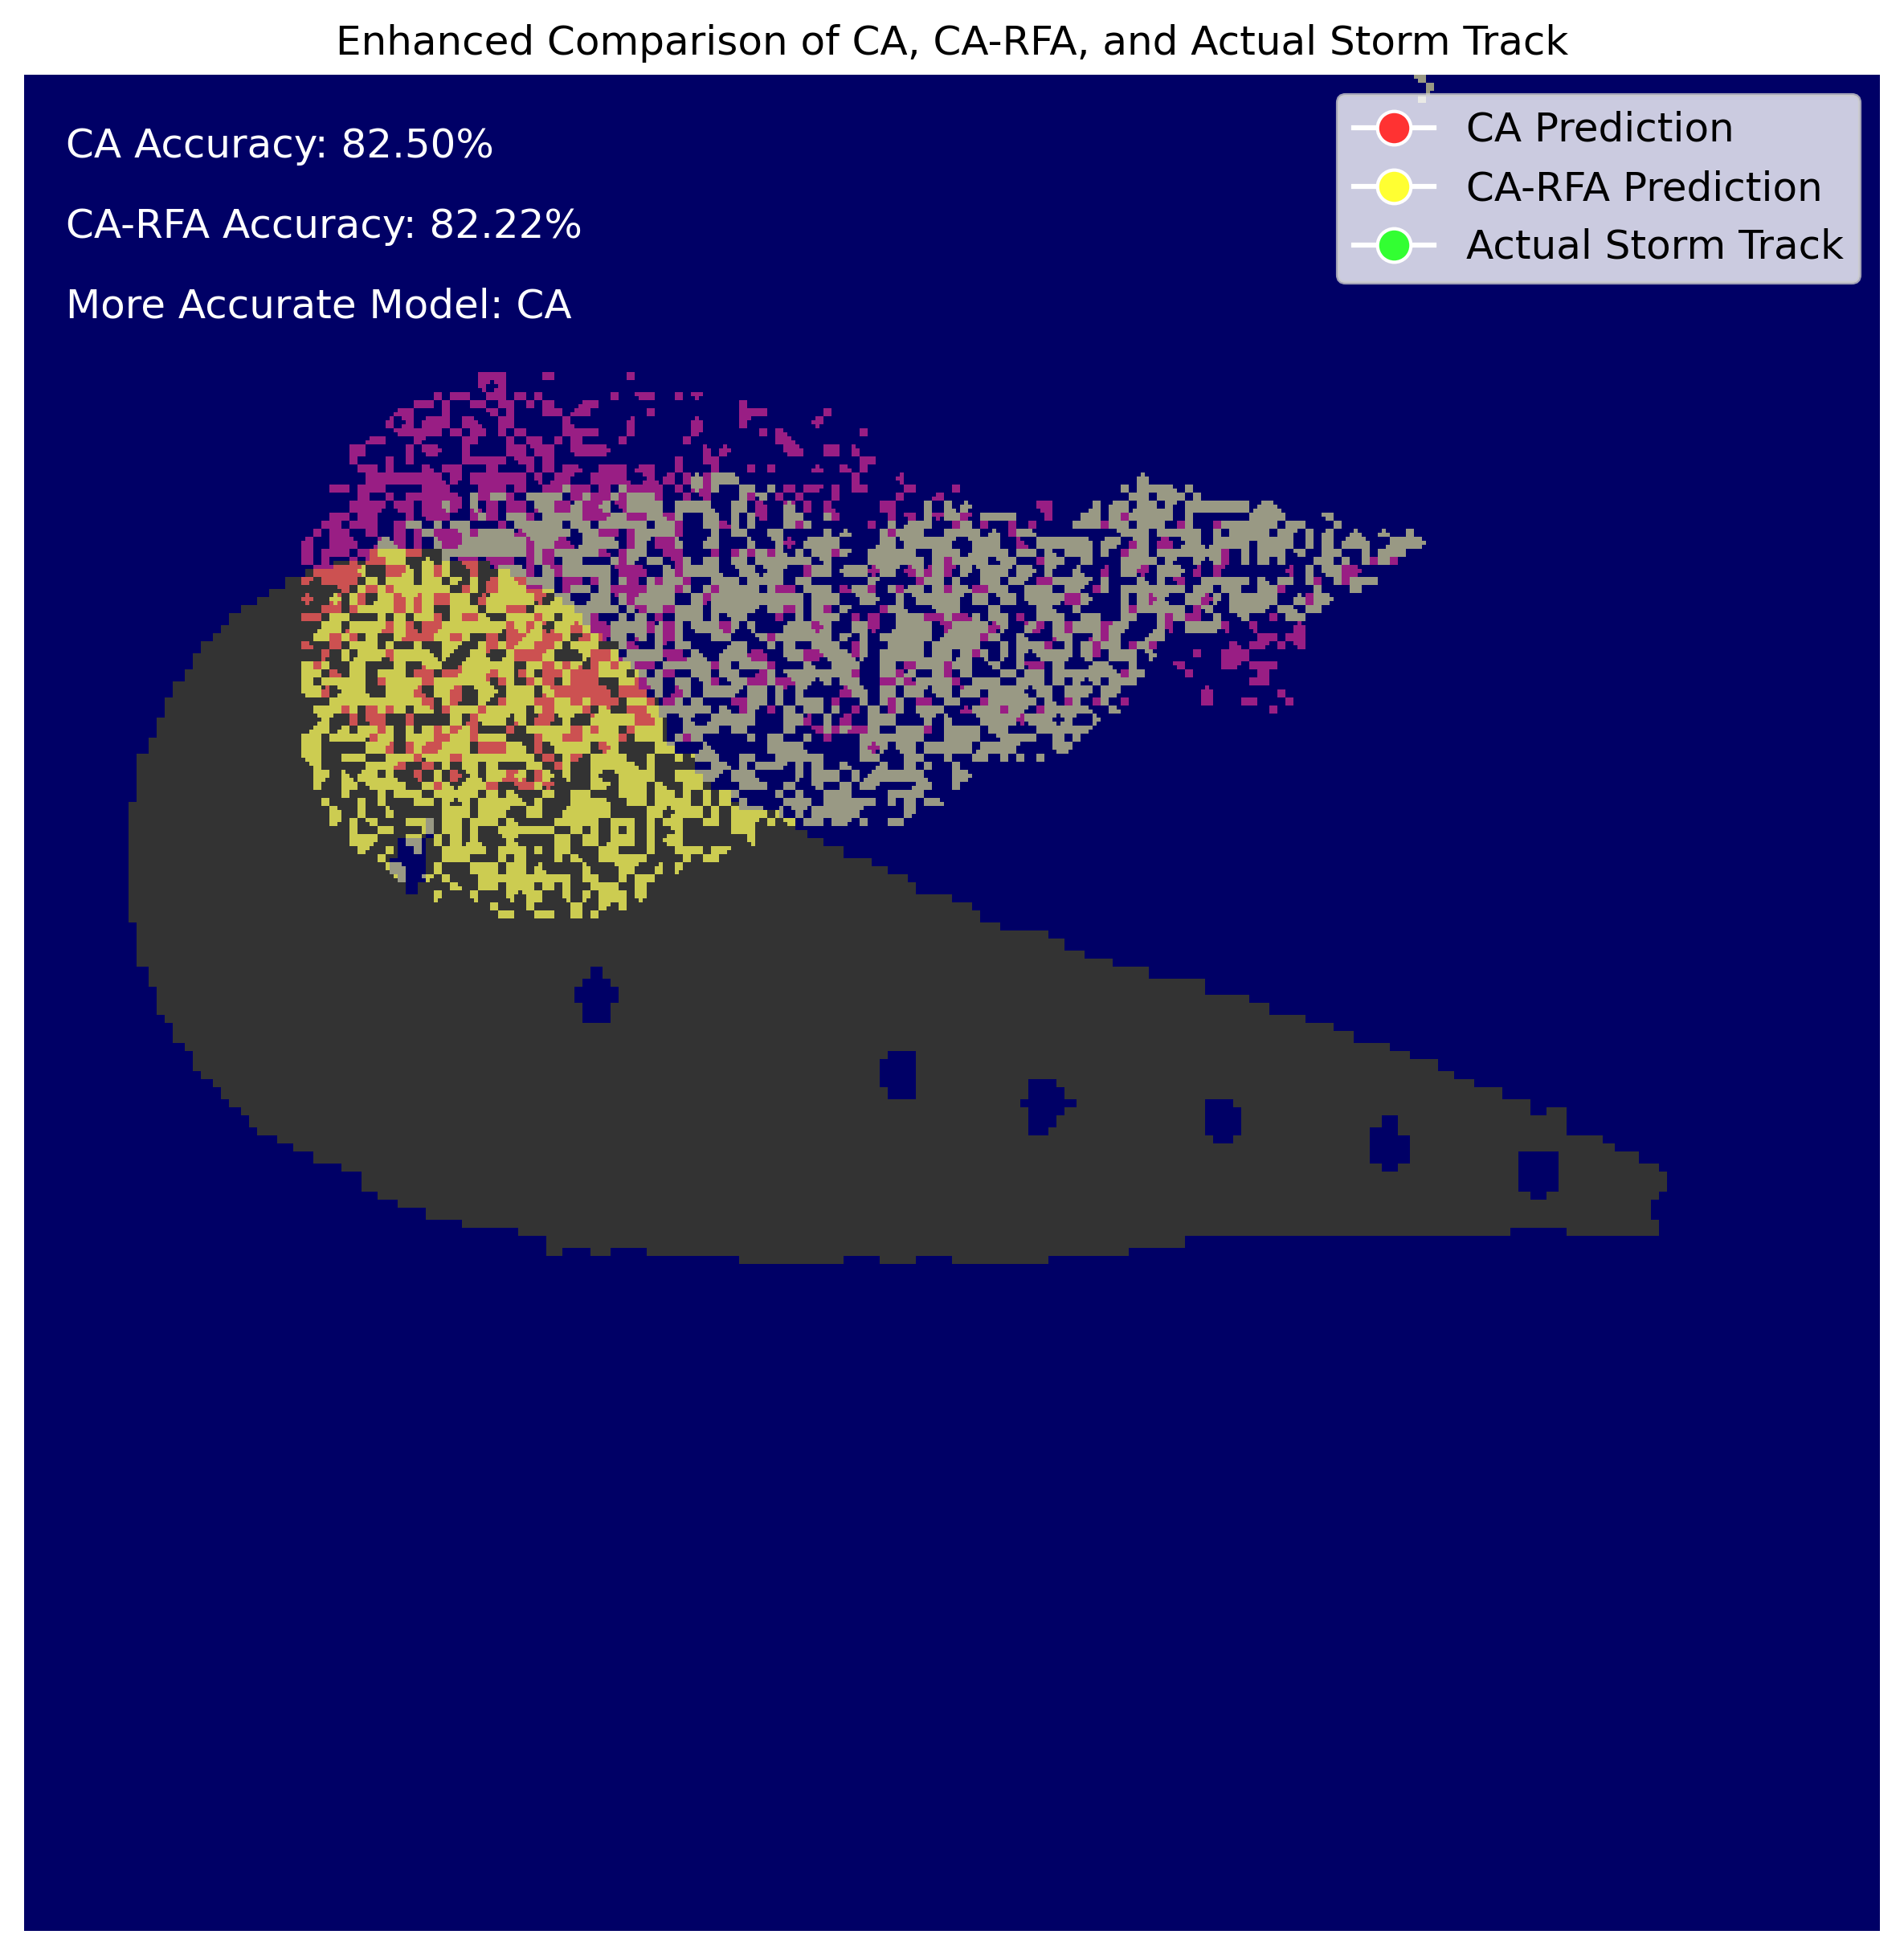 Enhanced Comparison of CA, CA-RFA, and Actual Storm Track
CA Accuracy: 82.50%
CA-RFA Accuracy: 82.22%
More Accurate Model: CA
CA Prediction
CA-RFA Prediction
Actual Storm Track